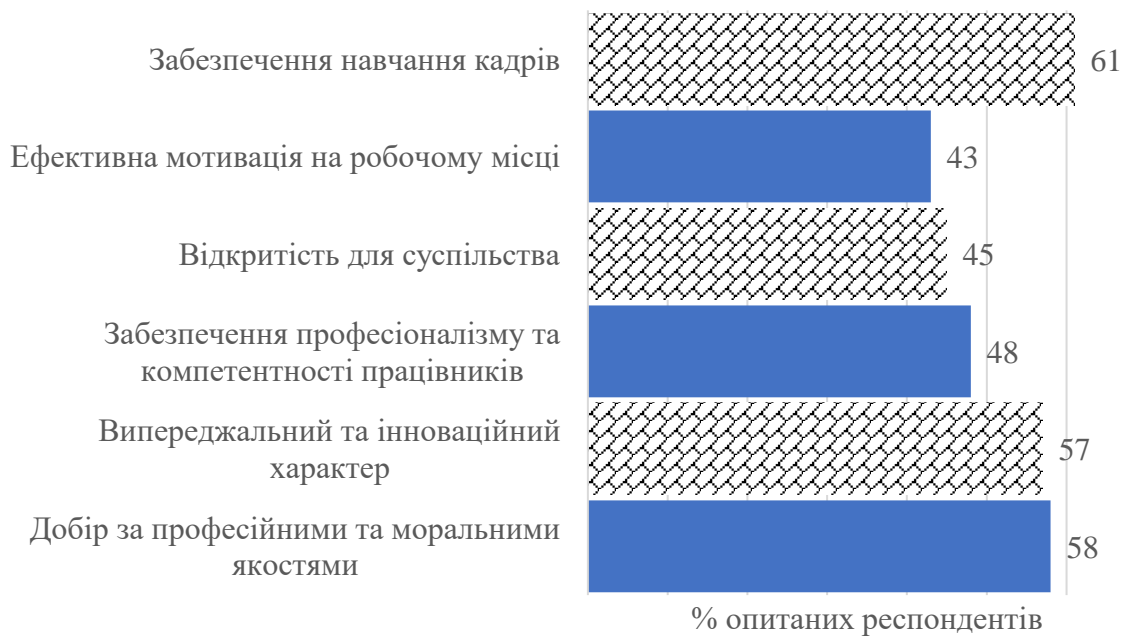 Забезпечення навчання кадрів
61
Ефективна мотивація на робочому місці
43
Відкритість для суспільства
45
Забезпечення професіоналізму та
компетентності працівників
48
Випереджальний та інноваційний
характер
57
Добір за професійними та моральними
якостями
58
% опитаних респондентів